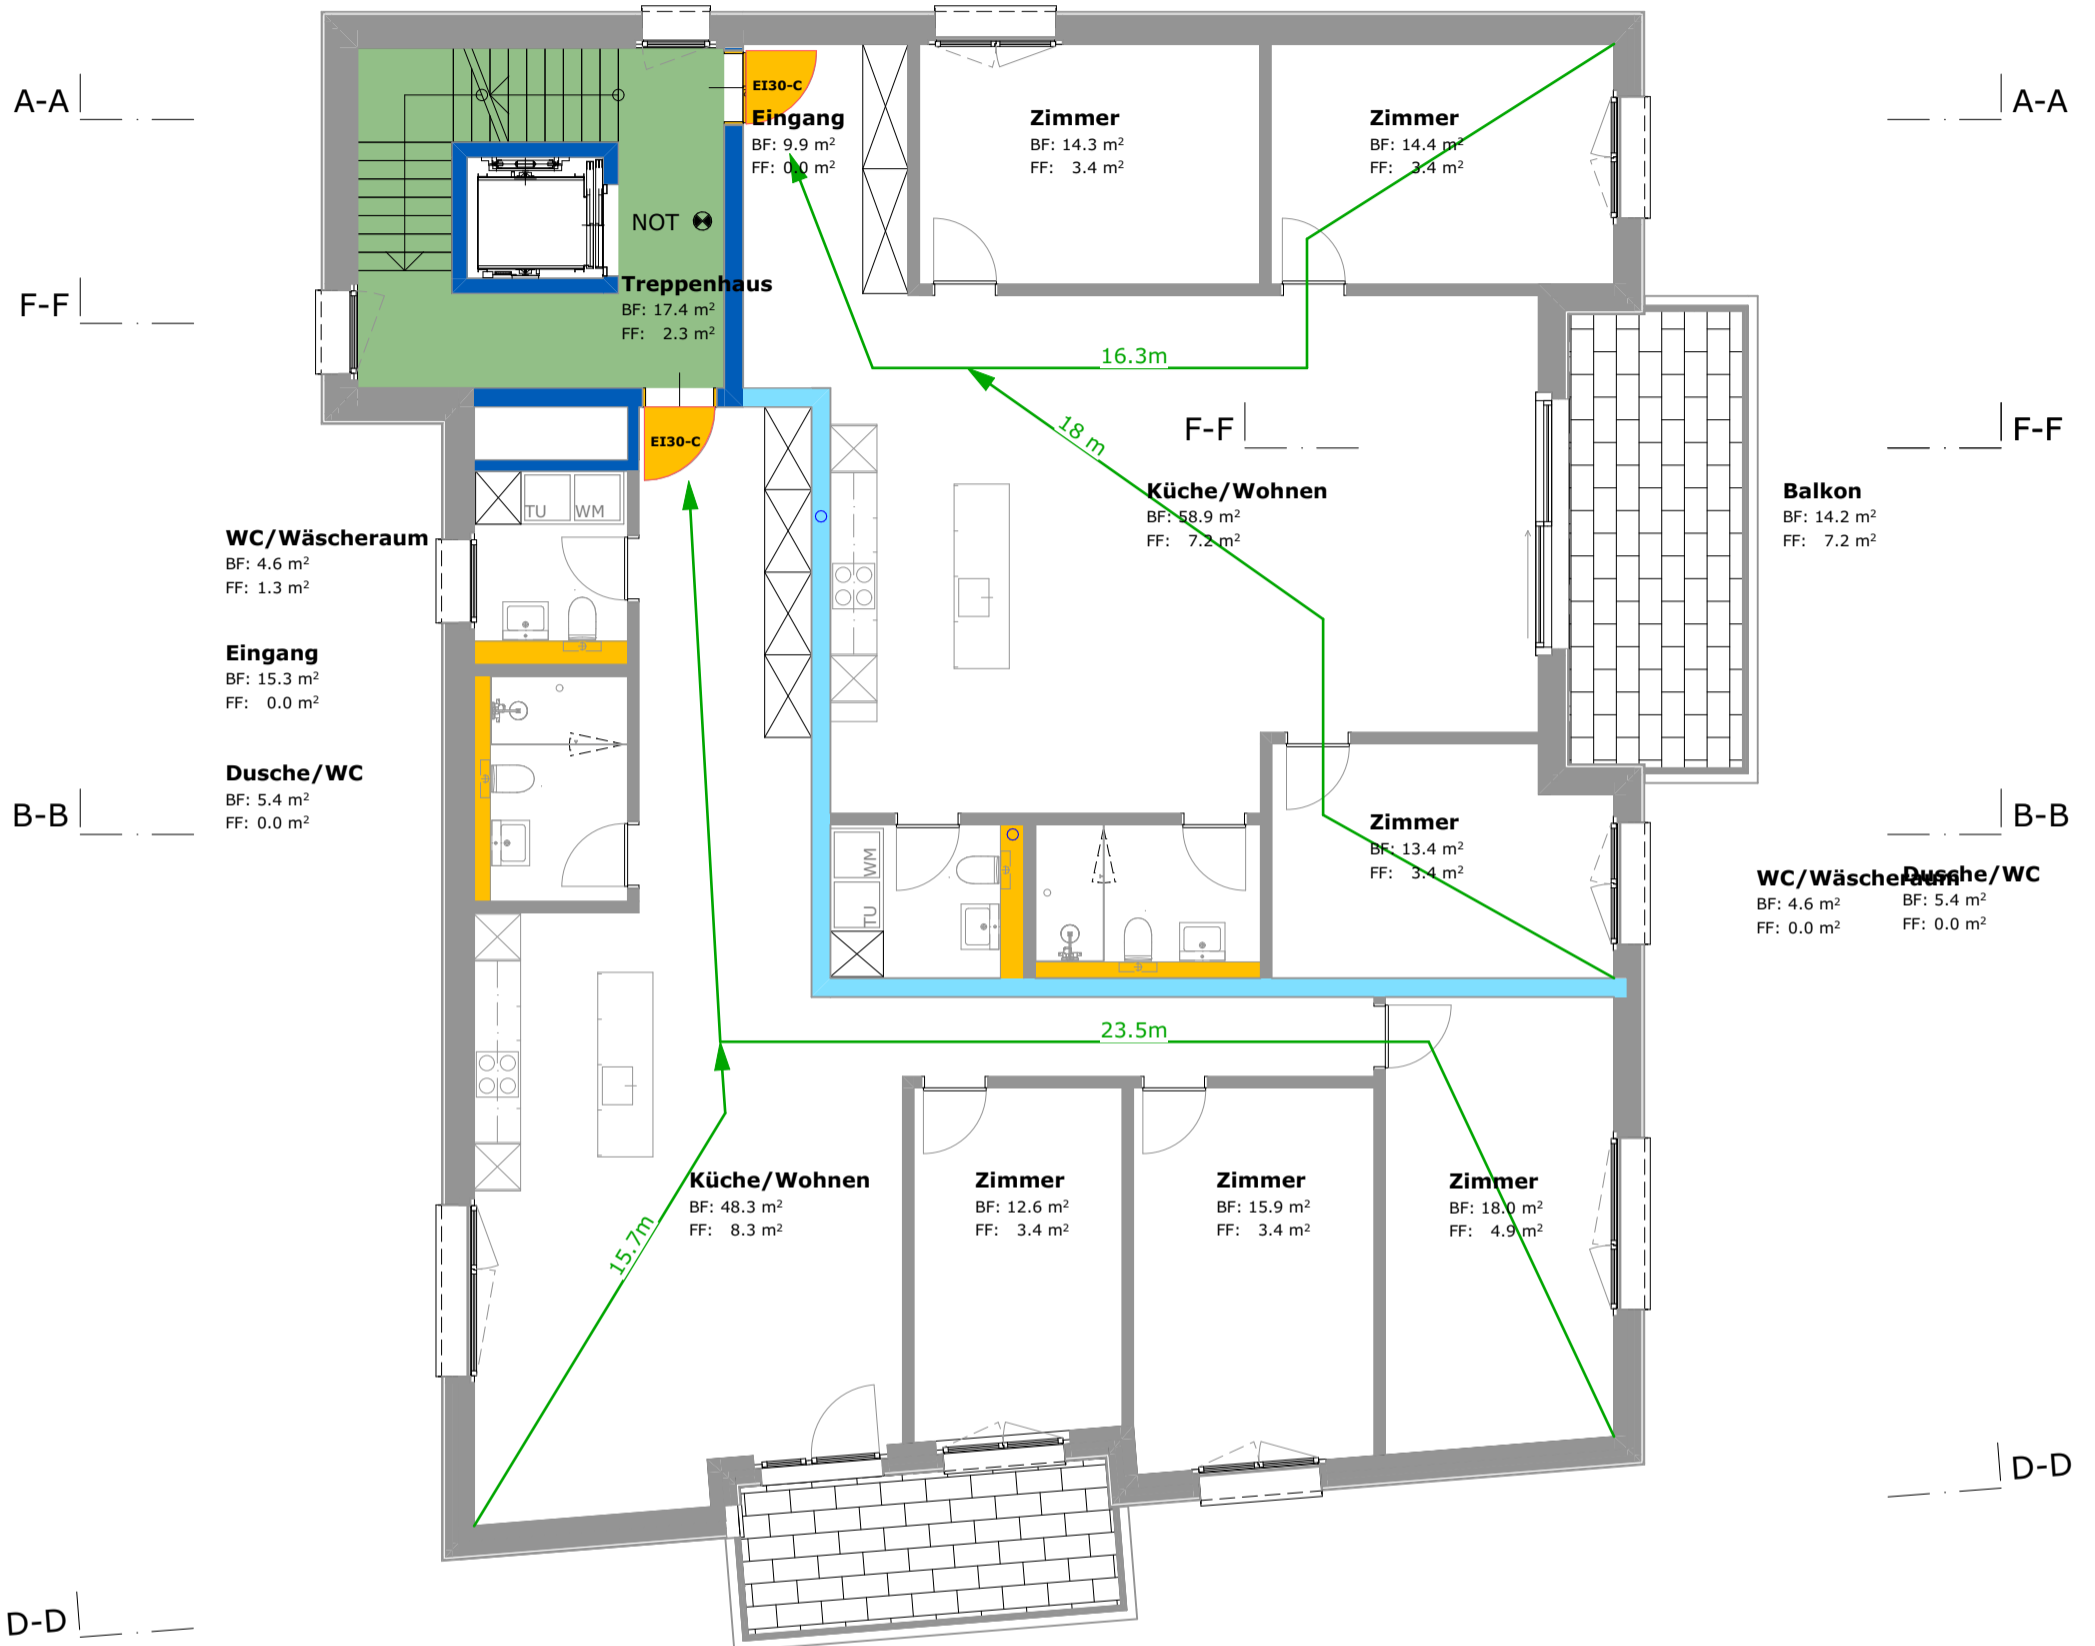 A-A
A-A
EI30-C
Eingang
BF: 9.9 m²
FF: 0.0 m²
Zimmer
BF: 14.3 m²
FF: 3.4 m²
Zimmer
BF: 14.4 m²
FF: 3.4 m²
NOT
Treppenhaus
BF: 17.4 m²
FF: 2.3 m²
F-F
16.3m
18 m
F-F
F-F
EI30-C
TU
WM
WC/Wäscheraum
BF: 4.6 m²
FF: 1.3 m²
Küche/Wohnen
BF: 58.9 m²
FF: 7.2 m²
Balkon
BF: 14.2 m²
FF: 7.2 m²
Eingang
BF: 15.3 m²
FF: 0.0 m²
Dusche/WC
BF: 5.4 m²
FF: 0.0 m²
B-B
B-B
WM
TU
Zimmer
BF: 13.4 m²
FF: 3.4 m²
WC/Wäscheraum
BF: 4.6 m²
FF: 0.0 m²
Dusche/WC
BF: 5.4 m²
FF: 0.0 m²
23.5m
15.7m
Küche/Wohnen
BF: 48.3 m²
FF: 8.3 m²
Zimmer
BF: 12.6 m²
FF: 3.4 m²
Zimmer
BF: 15.9 m²
FF: 3.4 m²
Zimmer
BF: 18.0 m²
FF: 4.9 m²
D-D
D-D